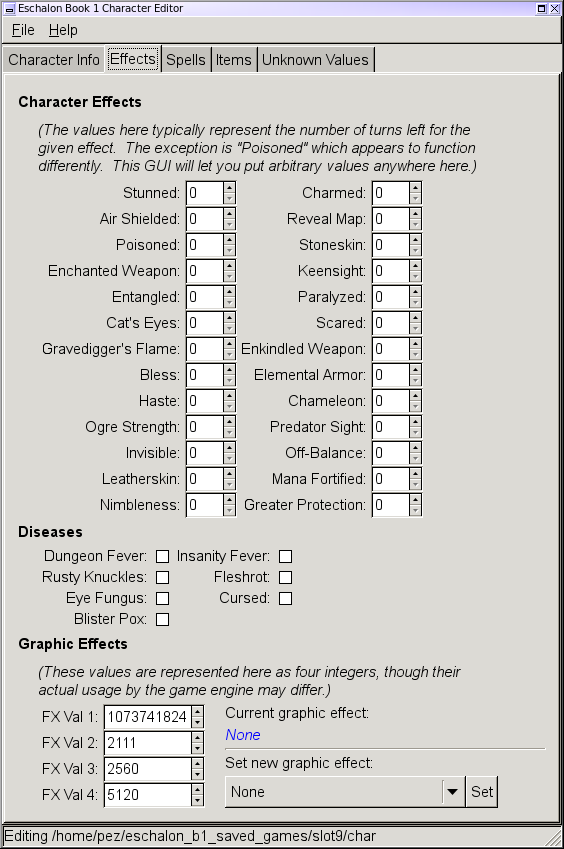 Eschalon Book 1 Character Editor
File Help
Character Info Effects Spells Items Unknown Values
Character Effects
(The values here typically represent the number of turns left for the
given effect.  The exception is "Poisoned" which appears to function
differently.  This GUI will let you put arbitrary values anywhere here.)
Stunned: 0 Charmed: 0
Air Shielded: 0 Reveal Map: 0
Poisoned: 0 Stoneskin: 0
Enchanted Weapon: 0 Keensight: 0
Entangled: 0 Paralyzed: 0
Cat's Eyes: 0 Scared: 0
Gravedigger's Flame: 0 Enkindled Weapon: 0
Bless: 0 Elemental Armor: 0
Haste: 0 Chameleon: 0
Ogre Strength: 0 Predator Sight: 0
Invisible: 0 Off-Balance: 0
Leatherskin: 0 Mana Fortified: 0
Nimbleness: 0 Greater Protection: 0
Diseases
Dungeon Fever: Insanity Fever:
Rusty Knuckles: Fleshrot:
Eye Fungus: Cursed:
Blister Pox:
Graphic Effects
(These values are represented here as four integers, though their
actual usage by the game engine may differ.)
FX Val 1: 1073741824 Current graphic effect:
FX Val 2: 2111 None
FX Val 3: 2560 Set new graphic effect:
FX Val 4: 5120 None Set
Editing /home/pez/eschalon_b1_saved_games/slot9/char